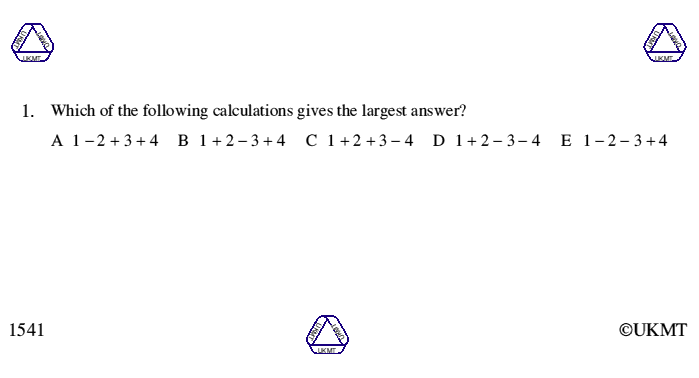 UKMT UKMT UKMT UKMT UKMT UKMT
1. Which of the following calculations gives the largest answer?
A 1 − 2 + 3 + 4 B 1 + 2 − 3 + 4 C 1 + 2 + 3 − 4 D 1 + 2 − 3 − 4 E 1 − 2 − 3 + 4
1541 UKMT UKMT UKMT ©UKMT